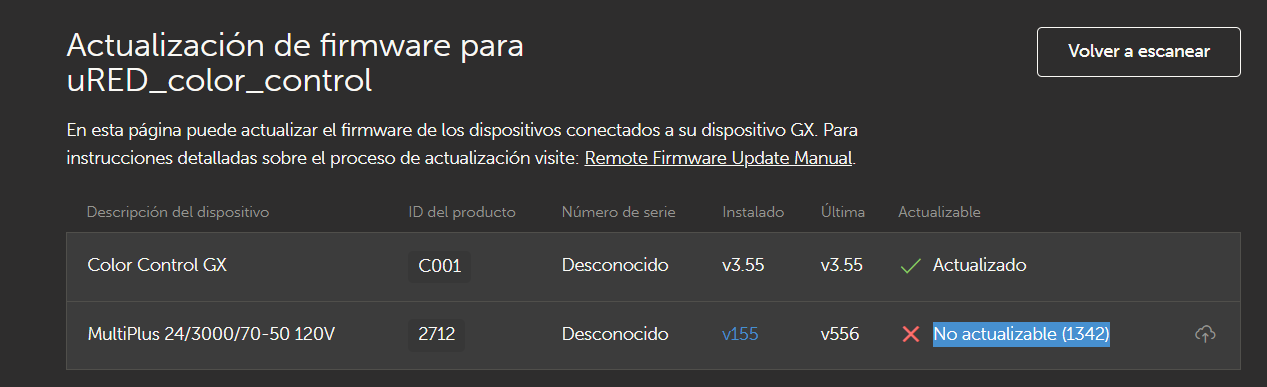 Actualización de firmware para
uRED_color_control
Volver a escanear
En esta página puede actualizar el firmware de los dispositivos conectados a su dispositivo GX. Para
instrucciones detalladas sobre el proceso de actualización visite: Remote Firmware Update Manual.
Descripción del dispositivo ID del producto Número de serie Instalado Última Actualizable
Color Control GX C001 Desconocido v3.55 v3.55 Actualizado
MultiPlus 24/3000/70-50 120V 2712 Desconocido v155 v556 No actualizable (1342)